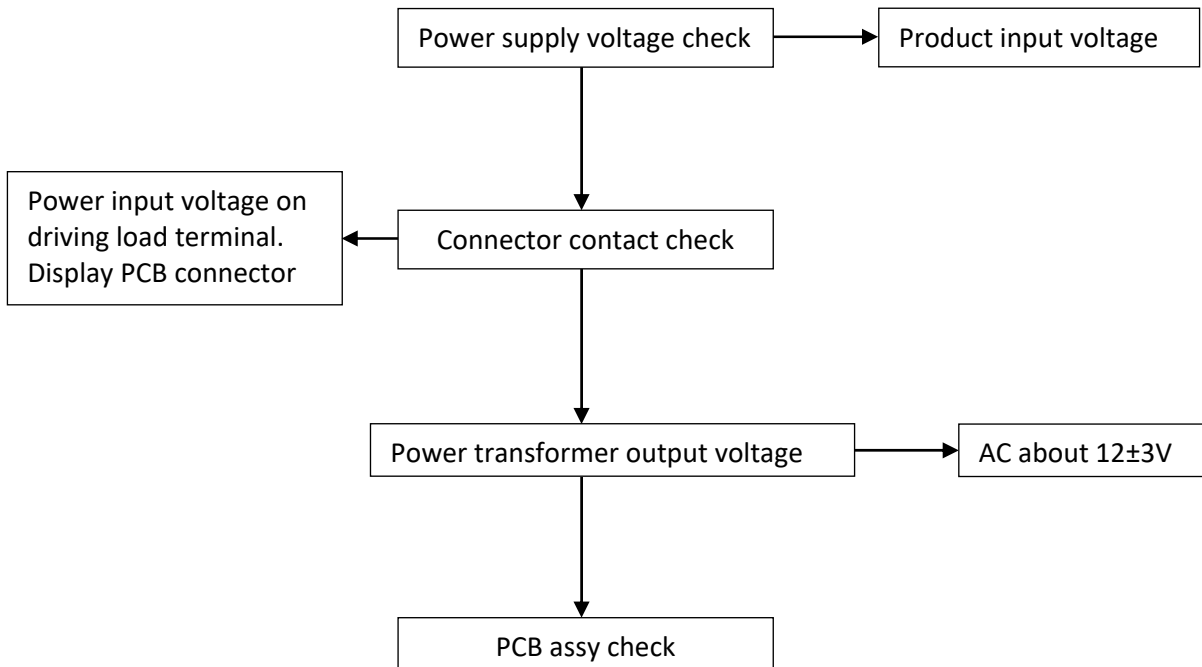 Power supply voltage check
Product input voltage
Power input voltage on
driving load terminal.
Display PCB connector
Connector contact check
Power transformer output voltage
AC about 12±3V
PCB assy check